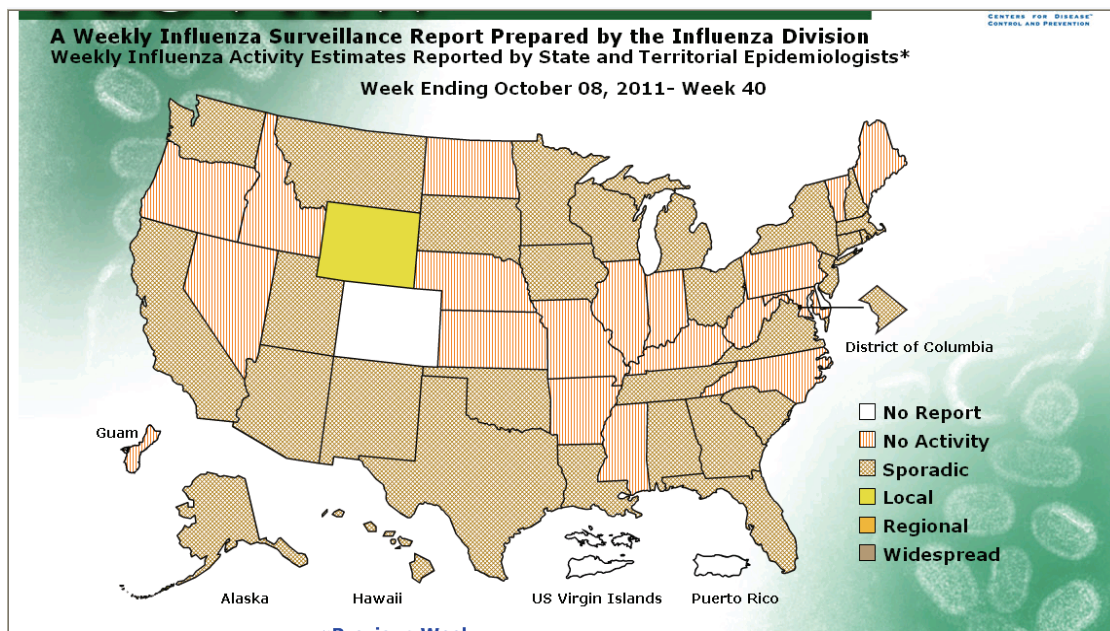 CENTERS FOR DISEASE
CONTROL AND PREVENTION
A Weekly Influenza Surveillance Report Prepared by the Influenza Division
Weekly Influenza Activity Estimates Reported by State and Territorial Epidemiologists*
Week Ending October 08, 2011- Week 40
District of Columbia
Guam
No Report
No Activity
Sporadic
Local
Regional
Widespread
Alaska
Hawaii
US Virgin Islands
Puerto Rico